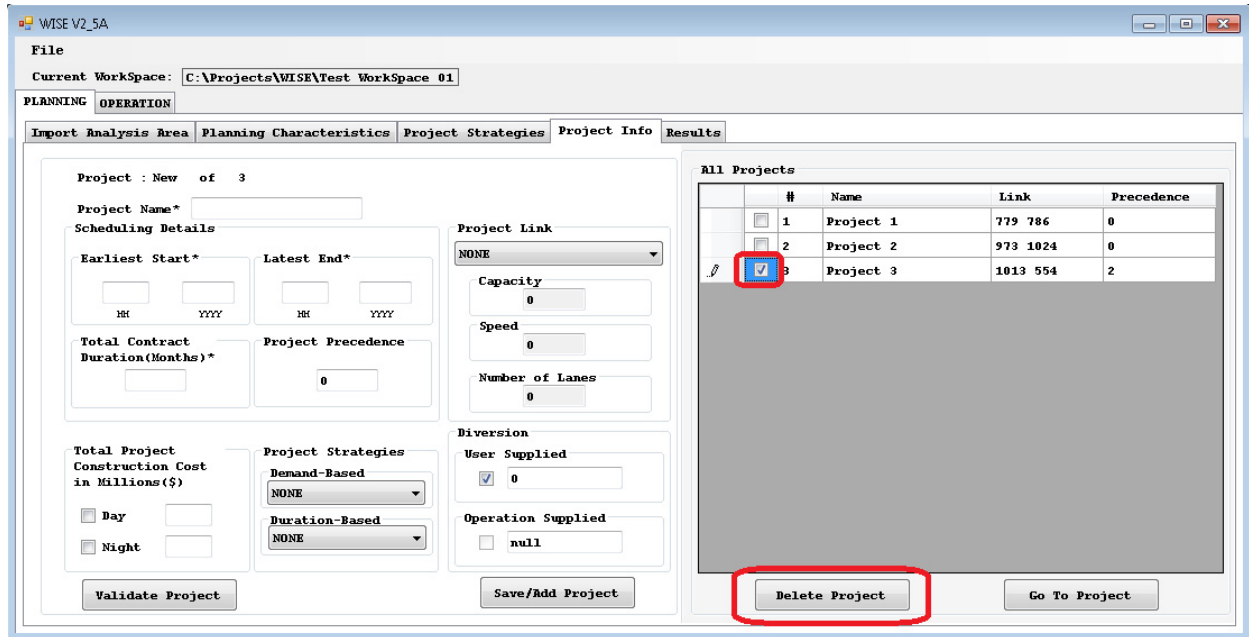 WISE V2_5A
File
Current WorkSpace: C:\Projects\WISE\Test WorkSpace 01
PLANNING OPERATION
Import Analysis Area Planning Characteristics Project Strategies Project Info Results
Project : New of 3
Project Name*
Scheduling Details
Earliest Start*
HH YYYY
Latest End*
HH YYYY
Total Contract
Duration(Months)*
Project Precedence
0
Project Link
NONE
Capacity
0
Speed
0
Number of Lanes
0
Total Project
Construction Cost
in Millions($)
Day
Night
Project Strategies
Demand-Based
NONE
Duration-Based
NONE
Diversion
User Supplied
0
Operation Supplied
null
Validate Project
Save/Add Project
All Projects
# Name Link Precedence
1 Project 1 779 786 0
2 Project 2 973 1024 0
3 Project 3 1013 554 2
Delete Project
Go To Project